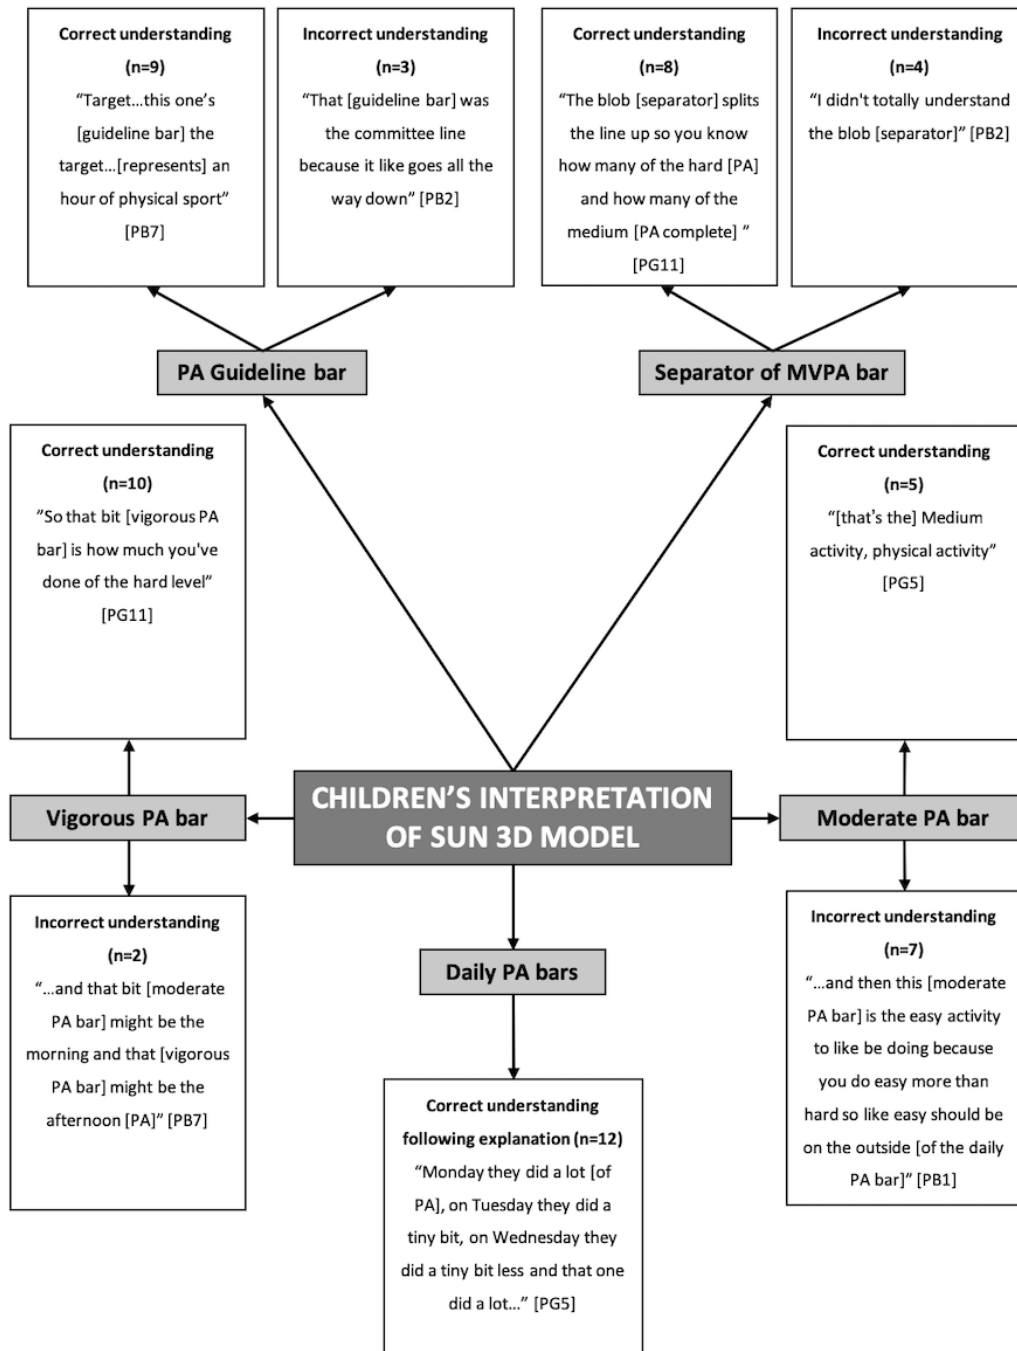 Correct understanding
(n=9)
“Target...this one’s
[guideline bar] the
target...[represents] an
hour of physical sport”
[PB7]
Incorrect understanding
(n=3)
“That [guideline bar] was
the committee line
because it like goes all the
way down” [PB2]
Correct understanding
(n=8)
“The blob [separator] splits
the line up so you know
how many of the hard [PA]
and how many of the
medium [PA complete] ”
[PG11]
Incorrect understanding
(n=4)
“I didn't totally understand
the blob [separator]” [PB2]
PA Guideline bar
Separator of MVPA bar
Correct understanding
(n=10)
”So that bit [vigorous PA
bar] is how much you've
done of the hard level”
[PG11]
Correct understanding
(n=5)
“[that’s the] Medium
activity, physical activity”
[PG5]
Vigorous PA bar
CHILDREN’S INTERPRETATION
OF SUN 3D MODEL
Moderate PA bar
Incorrect understanding
(n=2)
“...and that bit [moderate
PA bar] might be the
morning and that [vigorous
PA bar] might be the
afternoon [PA]” [PB7]
Daily PA bars
Incorrect understanding
(n=7)
“...and then this [moderate
PA bar] is the easy activity
to like be doing because
you do easy more than
hard so like easy should be
on the outside [of the daily
PA bar]” [PB1]
Correct understanding
following explanation (n=12)
“Monday they did a lot [of
PA], on Tuesday they did a
tiny bit, on Wednesday they
did a tiny bit less and that one
did a lot...” [PG5]